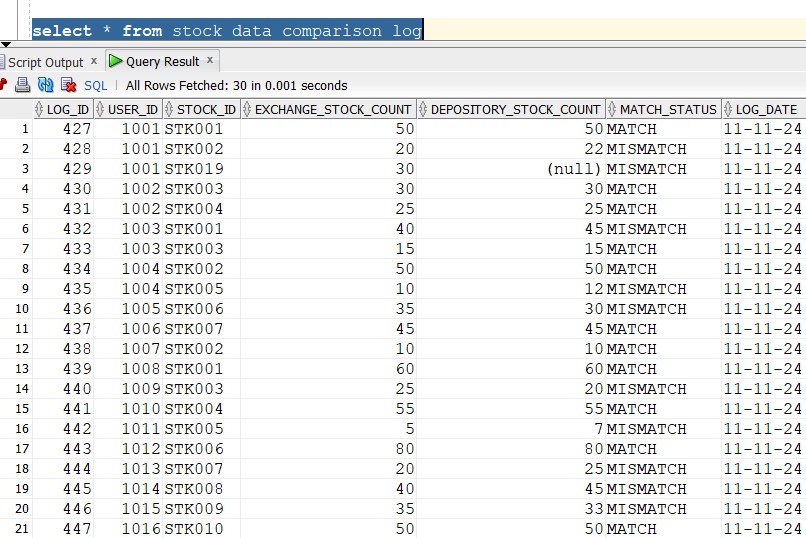 select * from stock_data_comparison_log
Script Output × Query Result ×
SQL All Rows Fetched: 30 in 0.001 seconds
LOG_ID USER_ID STOCK_ID EXCHANGE_STOCK_COUNT DEPOSITORY_STOCK_COUNT MATCH_STATUS LOG_DATE
1 427 1001 STK001 50 50 MATCH 11-11-24
2 428 1001 STK002 20 22 MISMATCH 11-11-24
3 429 1001 STK019 30 (null) MISMATCH 11-11-24
4 430 1002 STK003 30 30 MATCH 11-11-24
5 431 1002 STK004 25 25 MATCH 11-11-24
6 432 1003 STK001 40 45 MISMATCH 11-11-24
7 433 1003 STK003 15 15 MATCH 11-11-24
8 434 1004 STK002 50 50 MATCH 11-11-24
9 435 1004 STK005 10 12 MISMATCH 11-11-24
10 436 1005 STK006 35 30 MISMATCH 11-11-24
11 437 1006 STK007 45 45 MATCH 11-11-24
12 438 1007 STK002 10 10 MATCH 11-11-24
13 439 1008 STK001 60 60 MATCH 11-11-24
14 440 1009 STK003 25 20 MISMATCH 11-11-24
15 441 1010 STK004 55 55 MATCH 11-11-24
16 442 1011 STK005 5 7 MISMATCH 11-11-24
17 443 1012 STK006 80 80 MATCH 11-11-24
18 444 1013 STK007 20 25 MISMATCH 11-11-24
19 445 1014 STK008 40 45 MISMATCH 11-11-24
20 446 1015 STK009 35 33 MISMATCH 11-11-24
21 447 1016 STK010 50 50 MATCH 11-11-24